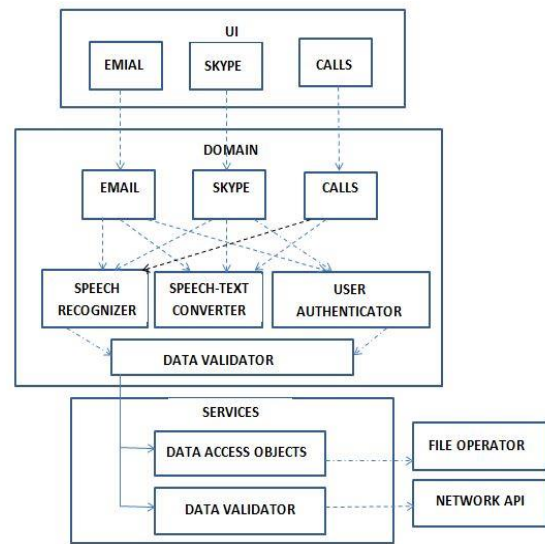 UI
EMIAL
SKYPE
CALLS
DOMAIN
EMAIL
SKYPE
CALLS
SPEECH
RECOGNIZER
SPEECH-TEXT
CONVERTER
USER
AUTHENTICATOR
DATA VALIDATOR
SERVICES
DATA ACCESS OBJECTS
FILE OPERATOR
DATA VALIDATOR
NETWORK API